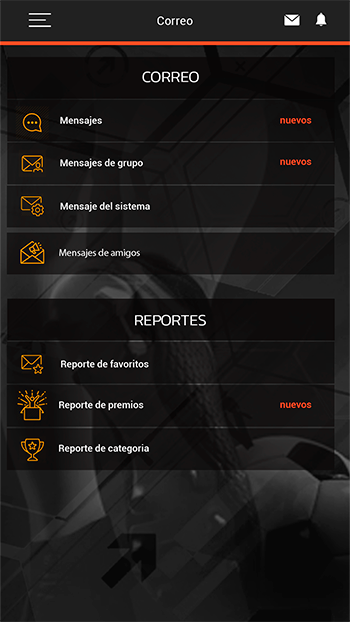 Correo
CORREO
Mensajes nuevos
Mensajes de grupo nuevos
Mensaje del sistema
Mensajes de amigos
REPORTES
Reporte de favoritos
Reporte de premios nuevos
Reporte de categoria